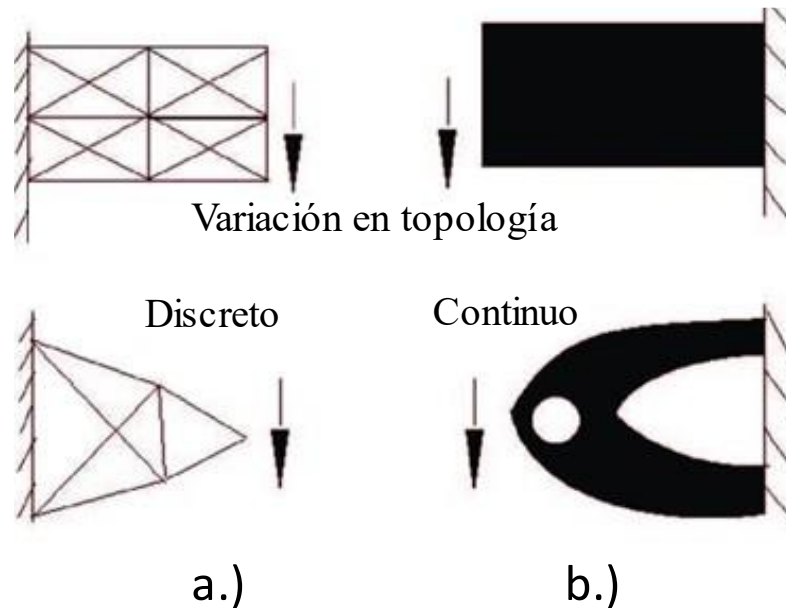 Variación en topología
Discreto
Continuo
a.)
b.)